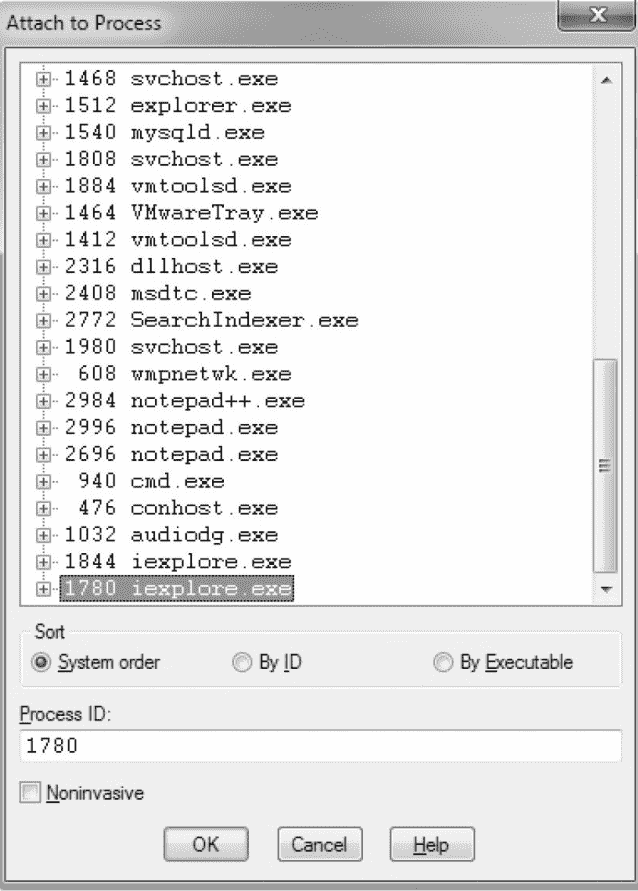 Attach to Process
1468 svchost.exe
1512 explorer.exe
1540 mysqld.exe
1808 svchost.exe
1884 vmtoolsd.exe
1464 VMwareTray.exe
1412 vmtoolsd.exe
2316 dllhost.exe
2408 msdtc.exe
2772 SearchIndexer.exe
1980 svchost.exe
608 wmpnetwk.exe
2984 notepad++.exe
2996 notepad.exe
2696 notepad.exe
940 cmd.exe
476 conhost.exe
1032 audiodg.exe
1844 iexplore.exe
1780 iexplore.exe
Sort
System order By ID By Executable
Process ID:
1780
Noninvasive
OK Cancel Help